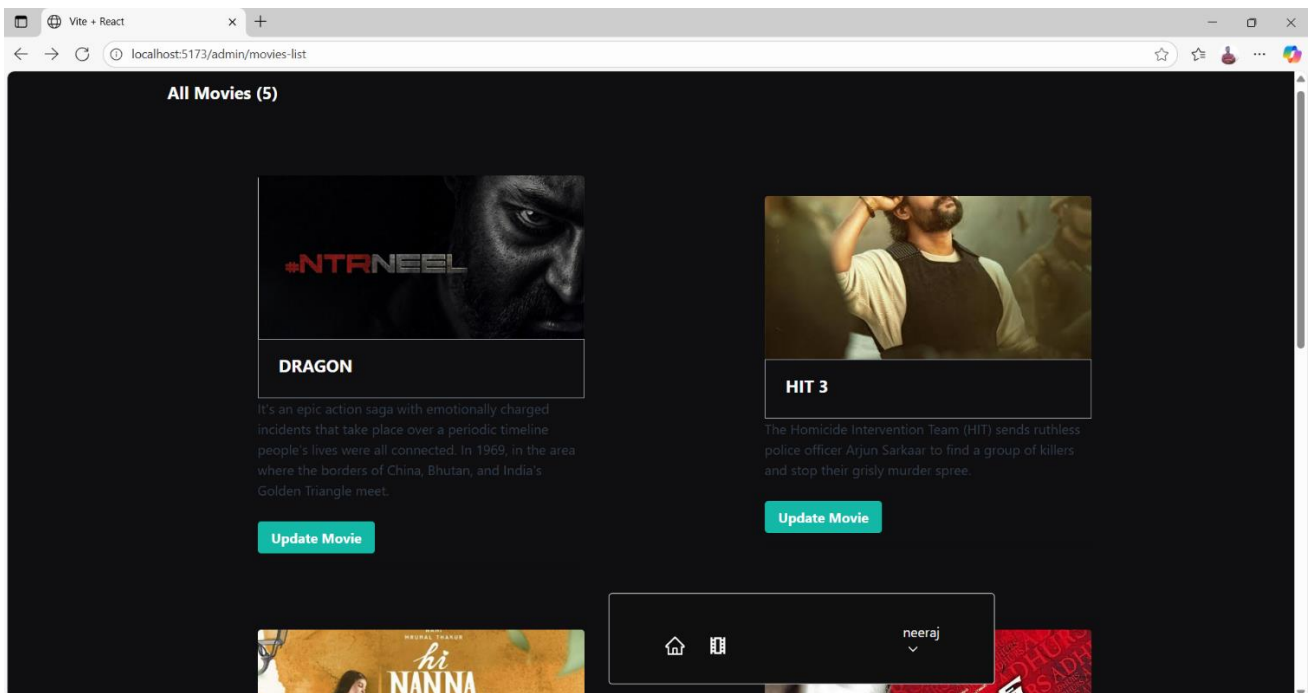 Vite + React
localhost:5173/admin/movies-list
All Movies (5)
#NTRNEEL
DRAGON
It's an epic action saga with emotionally charged
incidents that take place over a periodic timeline
people's lives were all connected. In 1969, in the area
where the borders of China, Bhutan, and India's
Golden Triangle meet.
Update Movie
HIT 3
The Homicide Intervention Team (HIT) sends ruthless
police officer Arjun Sarkaar to find a group of killers
and stop their grisly murder spree.
Update Movie
MRUNAL THAKUR
hi
NANNA
neeraj